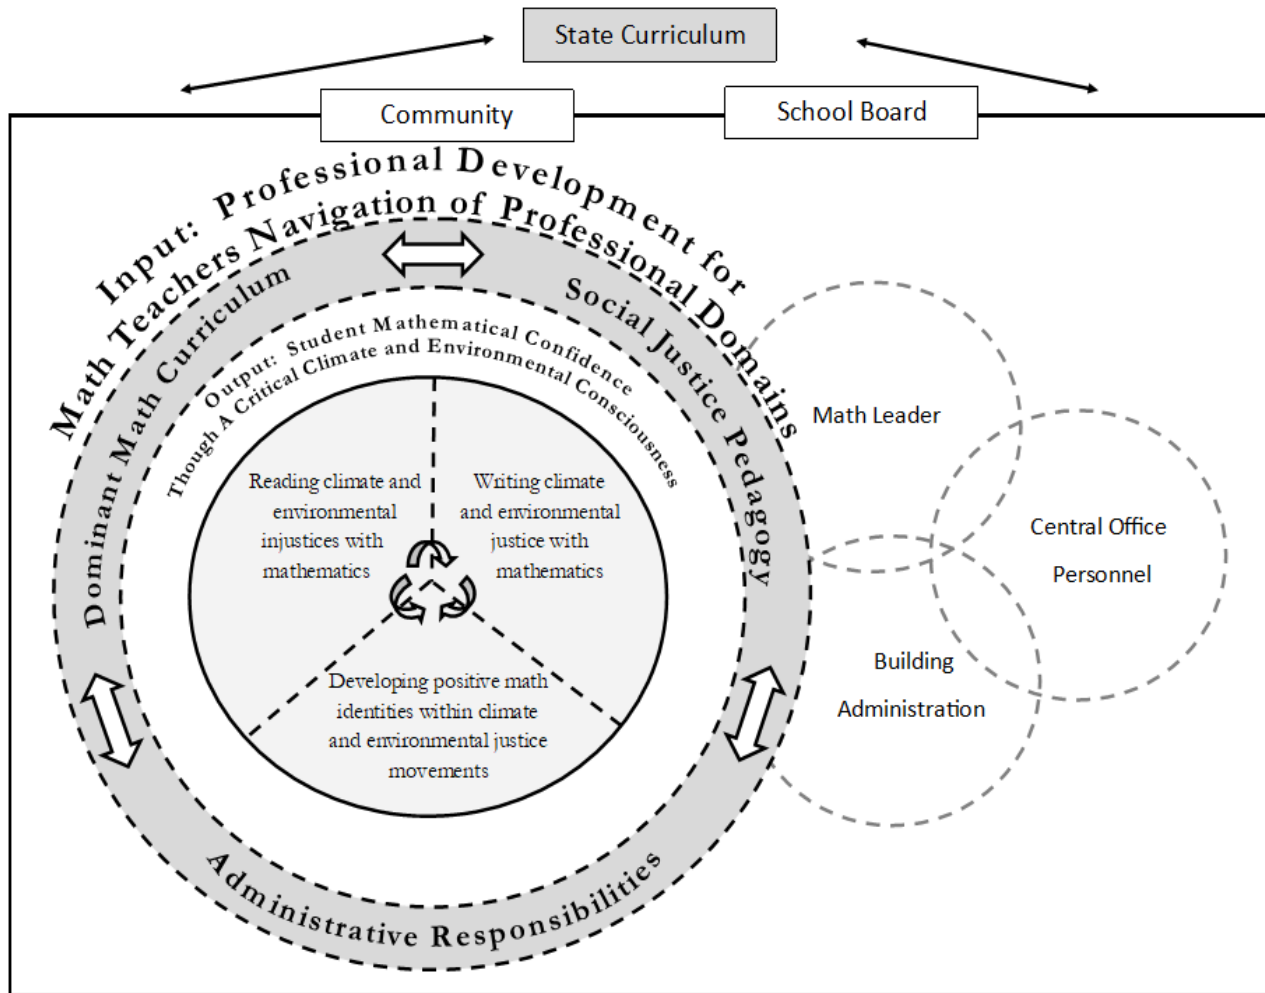 State Curriculum
Community
School Board
Input: Professional Development for
Math Teachers Navigation of Professional Domains
Dominant Math Curriculum
Social Justice Pedagogy
Administrative Responsibilities
Output: Student Mathematical Confidence
Though A Critical Climate and Environmental Consciousness
Reading climate and
environmental
injustices with
mathematics
Writing climate
and environmental
justice with
mathematics
Developing positive math
identities within climate
and environmental justice
movements
Math Leader
Central Office
Personnel
Building
Administration